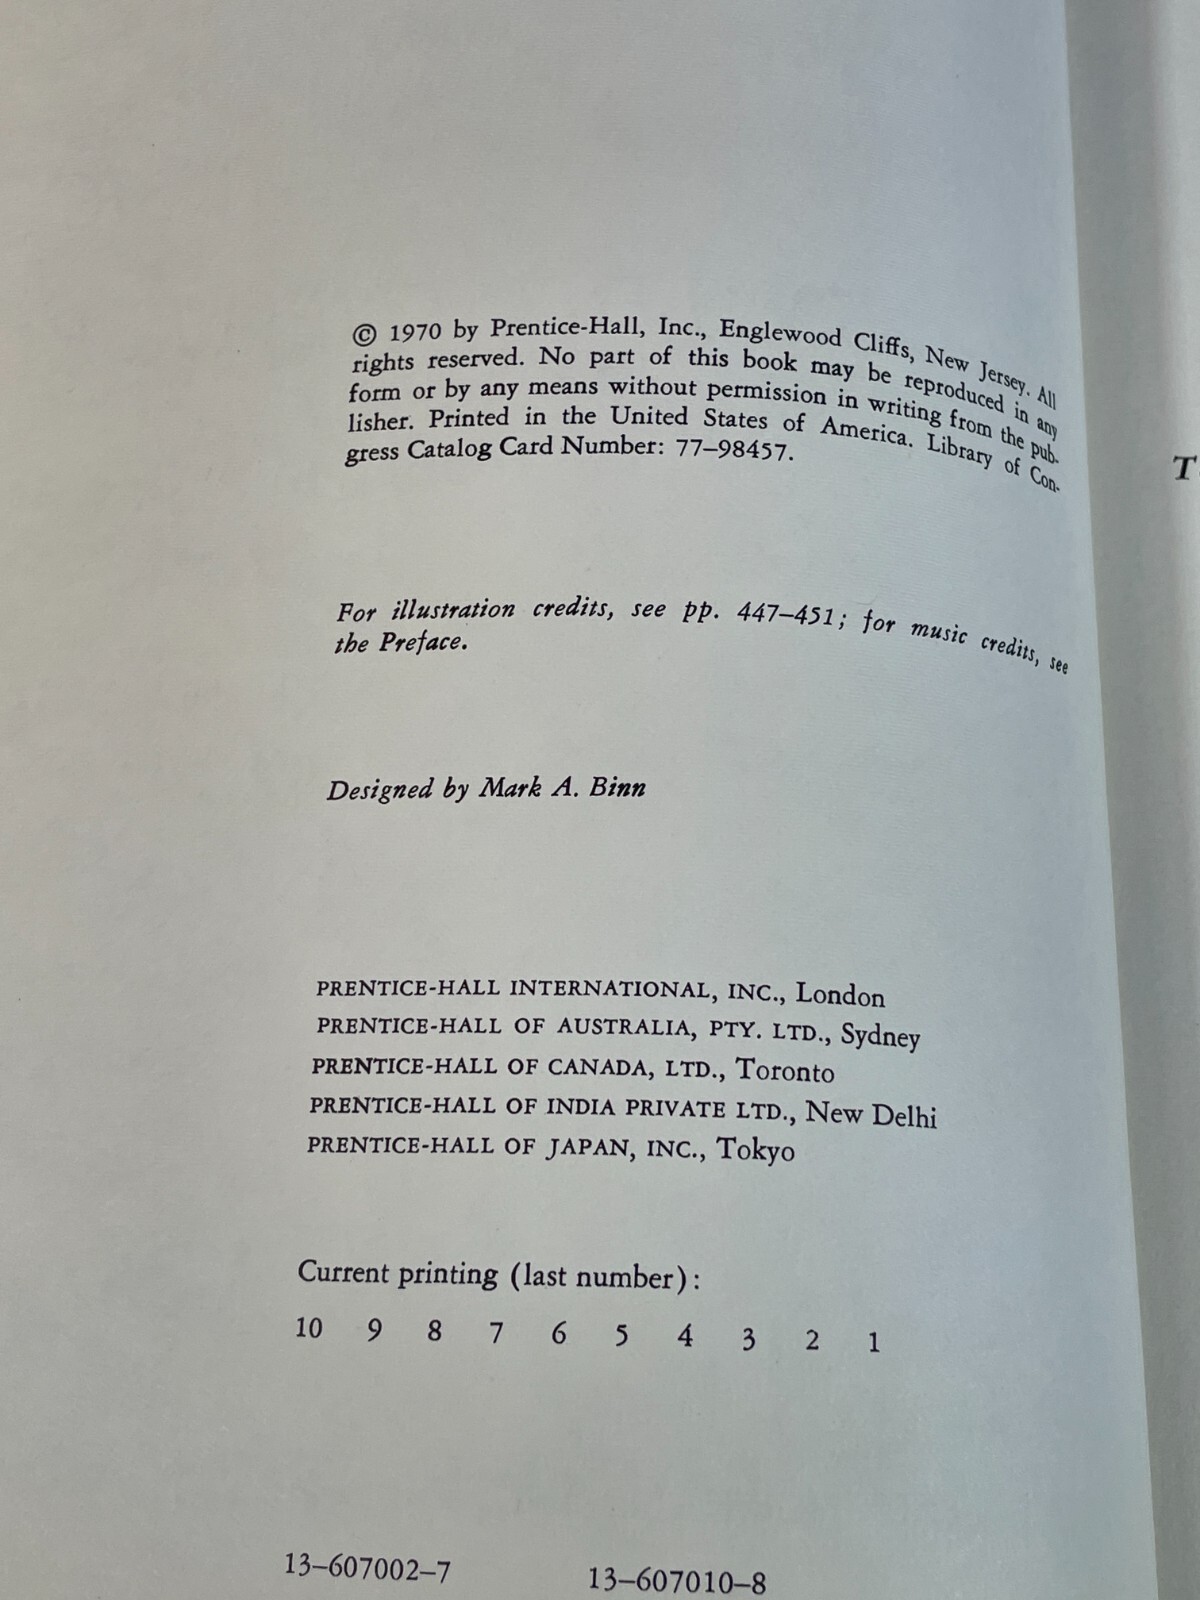 © 1970 by Prentice-Hall, Inc., Englewood Cliffs, New Jersey. All
rights reserved. No part of this book may be reproduced in any
form or by any means without permission in writing from the pub-
lisher. Printed in the United States of America. Library of Con-
gress Catalog Card Number: 77–98457.
For illustration credits, see pp. 447–451; for music credits, see
the Preface.
Designed by Mark A. Binn
PRENTICE-HALL INTERNATIONAL, INC., London
PRENTICE-HALL OF AUSTRALIA, PTY. LTD., Sydney
PRENTICE-HALL OF CANADA, LTD., Toronto
PRENTICE-HALL OF INDIA PRIVATE LTD., New Delhi
PRENTICE-HALL OF JAPAN, INC., Tokyo
Current printing (last number):
10 9 8 7 6 5 4 3 2 1
13–607002–7 13–607010–8